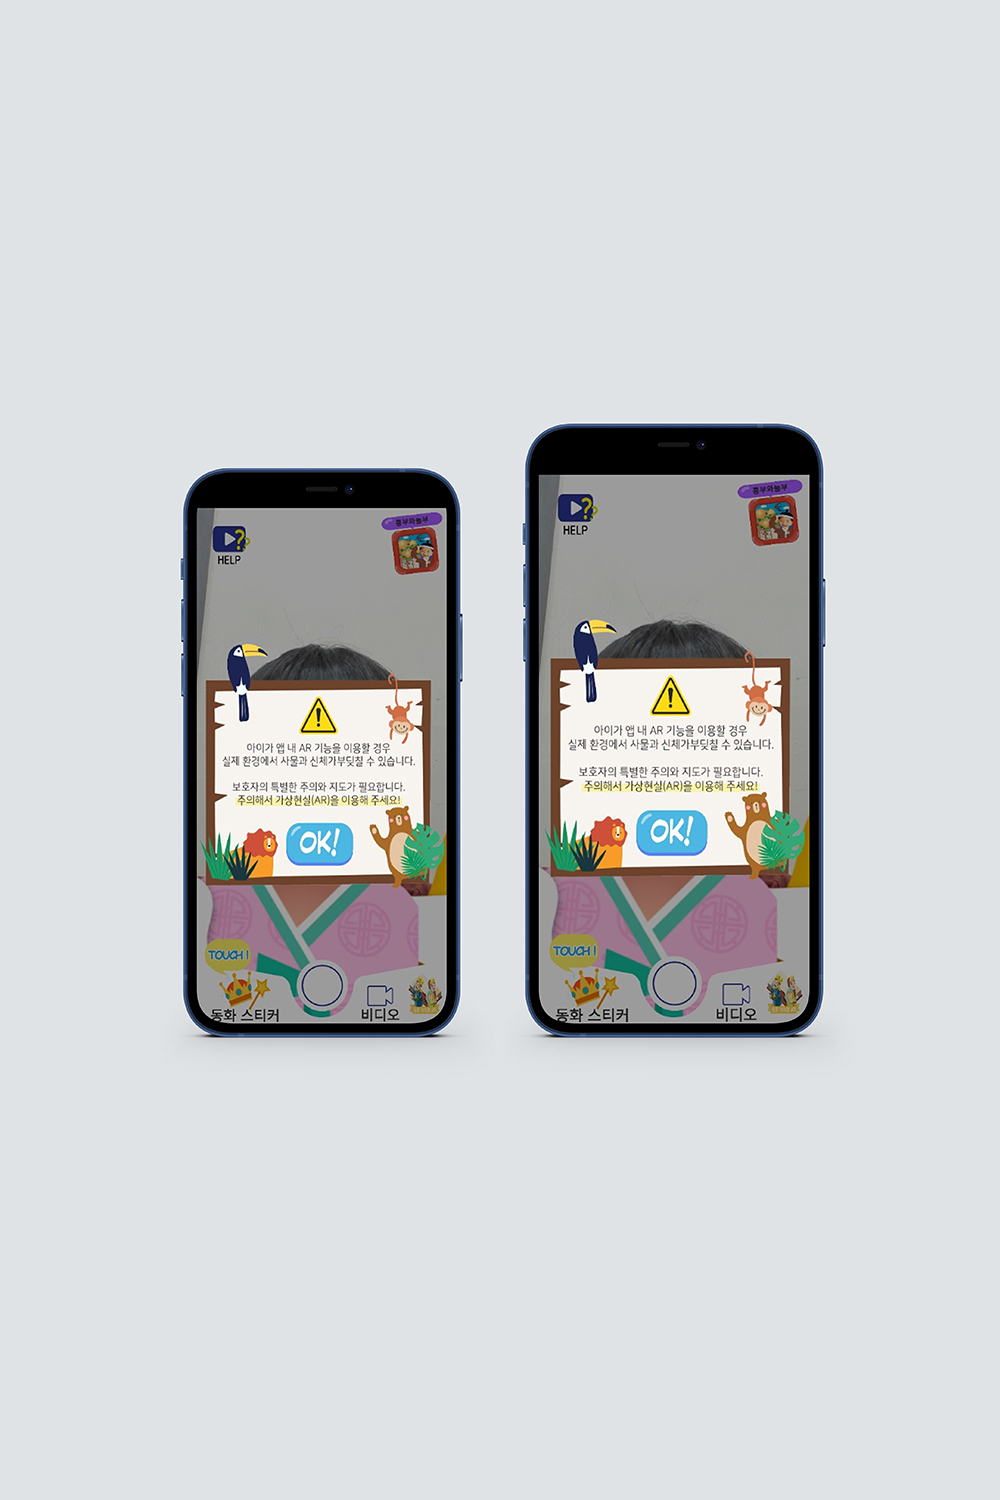 흥부와놀부
HELP
아이가 앱 내 AR 기능을 이용할 경우
실제 환경에서 사물과 신체가부딪칠 수 있습니다.
보호자의 특별한 주의와 지도가 필요합니다.
주의해서 가상현실(AR)을 이용해 주세요!
OK!
TOUCH!
동화 스티커
비디오
흥부와놀부
HELP
아이가 앱 내 AR 기능을 이용할 경우
실제 환경에서 사물과 신체가부딪칠 수 있습니다.
보호자의 특별한 주의와 지도가 필요합니다.
주의해서 가상현실(AR)을 이용해 주세요!
OK!
TOUCH!
동화 스티커
비디오